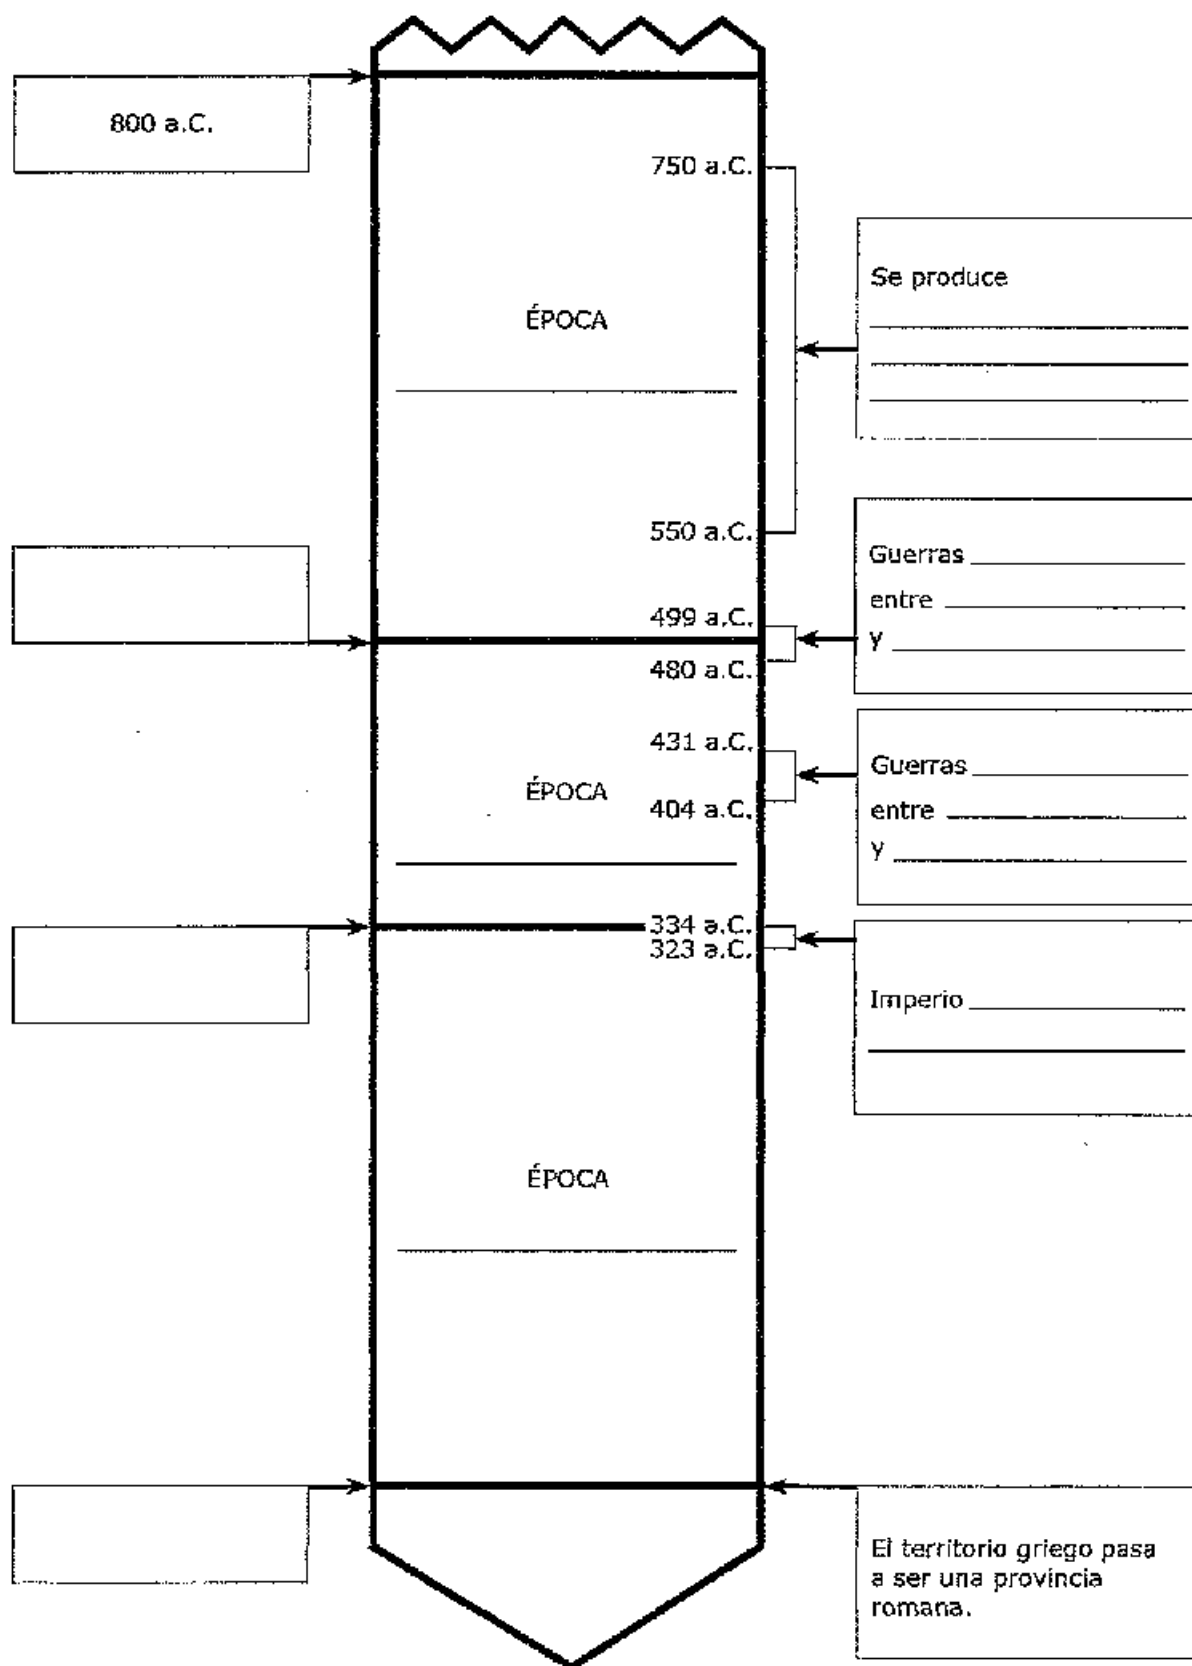 800 a.C.
750 a.C.
Se produce
ÉPOCA
550 a.C.
Guerras
entre
y
499 a.C.
480 a.C.
431 a.C.
Guerras
ÉPOCA
404 a.C.
entre
y
334 a.C.
323 a.C.
Imperio
ÉPOCA
El territorio griego pasa
a ser una provincia
romana.